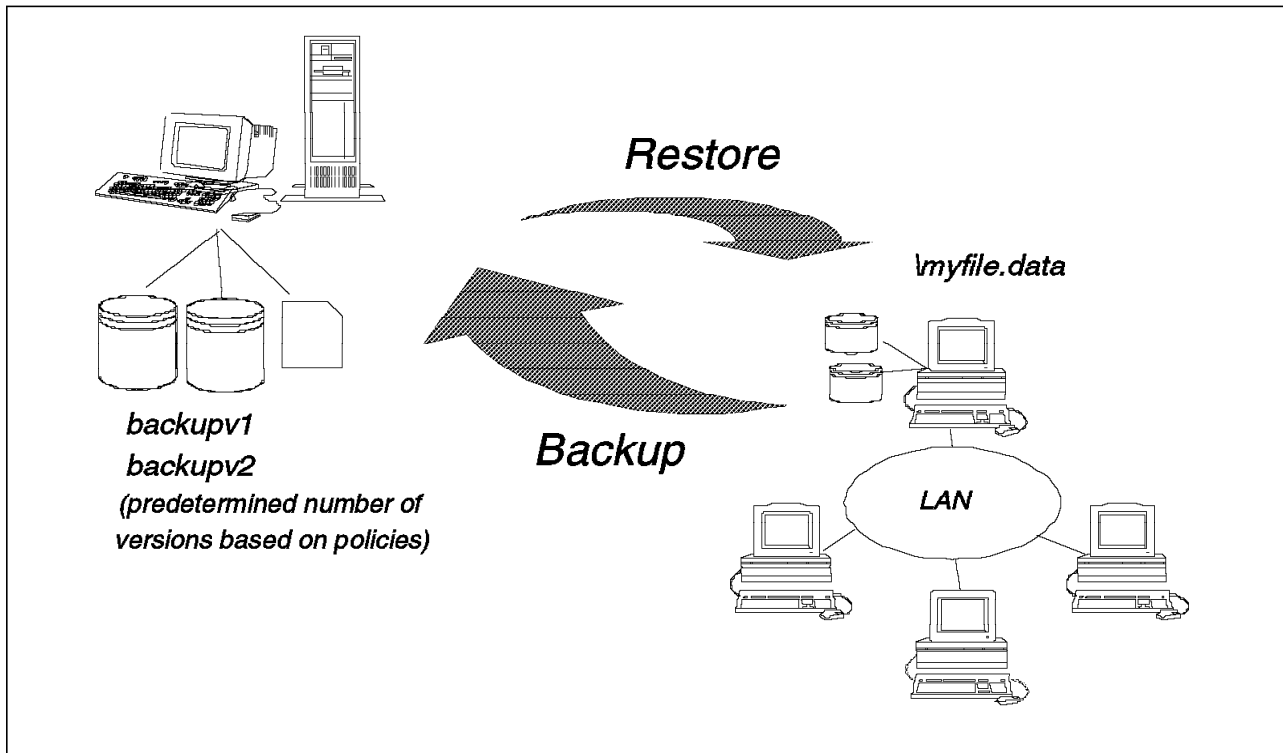 Restore
\myfile.data
backupv1
backupv2
(predetermined number of
versions based on policies)
Backup
LAN